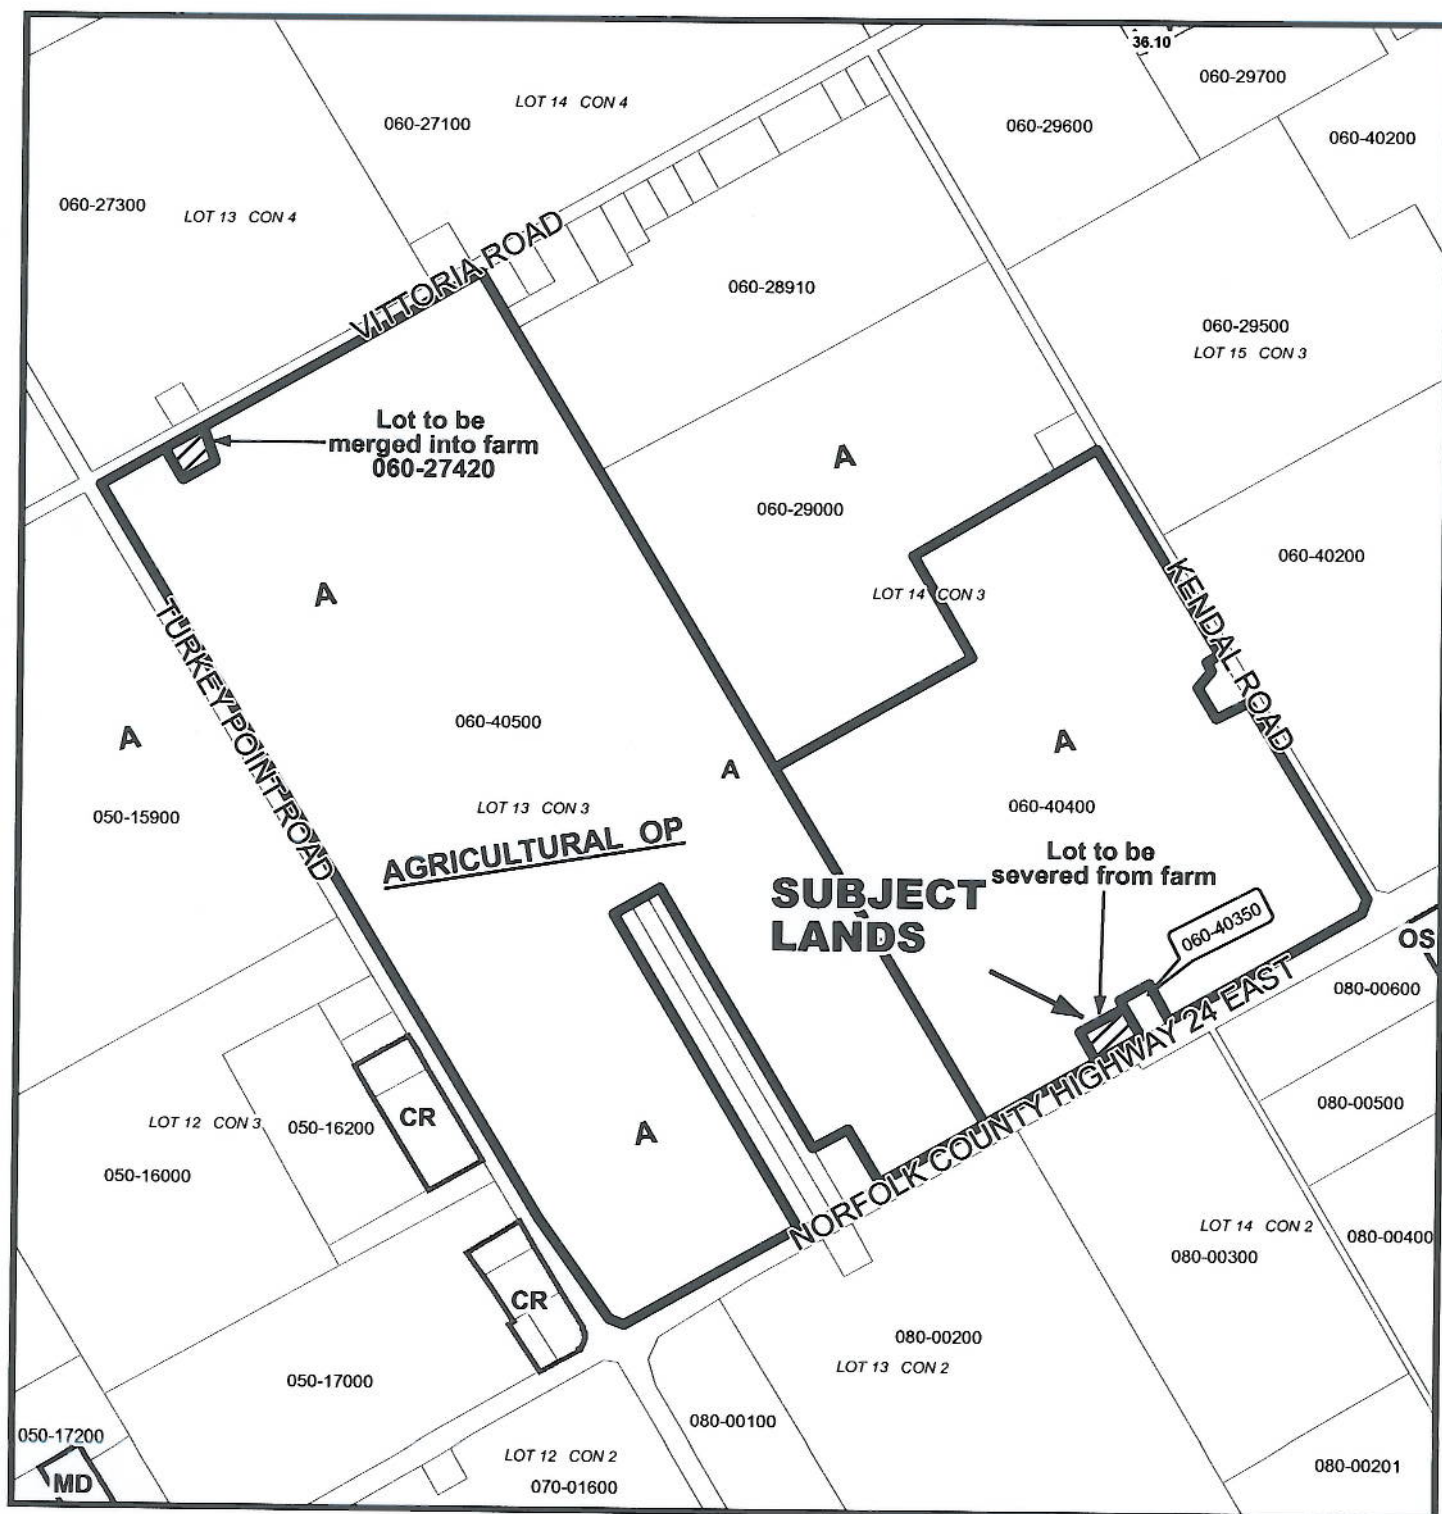 36.10
060-29700
LOT 14 CON 4
060-27100
060-29600
060-40200
060-27300
LOT 13 CON 4
VITTORIA ROAD
060-28910
060-29500
LOT 15 CON 3
Lot to be
merged into farm
060-27420
A
060-29000
060-40200
A
LOT 14 CON 3
KENDAL ROAD
TURKEY POINT ROAD
060-40500
A
A
A
050-15900
LOT 13 CON 3
060-40400
AGRICULTURAL OP
Lot to be
severed from farm
SUBJECT
LANDS
060-40350
OS
080-00600
NORFOLK COUNTY HIGHWAY 24 EAST
080-00500
LOT 12 CON 3
050-16200
CR
A
050-16000
LOT 14 CON 2
080-00400
080-00300
CR
080-00200
LOT 13 CON 2
050-17000
080-00100
050-17200
LOT 12 CON 2
080-00201
MD
070-01600